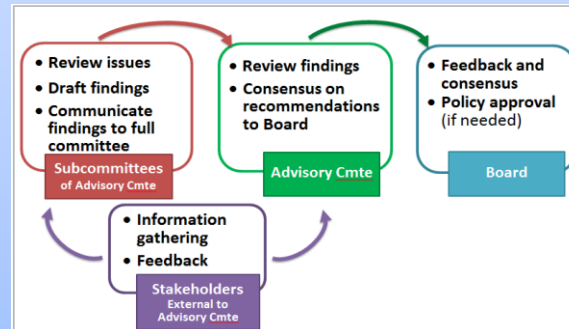 • Review issues
• Draft findings
• Communicate
findings to full
committee
Subcommittees
of Advisory Cmte
• Review findings
• Consensus on
recommendations
to Board
Advisory Cmte
• Feedback and
consensus
• Policy approval
(if needed)
Board
• Information
gathering
• Feedback
Stakeholders
External to
Advisory Cmte